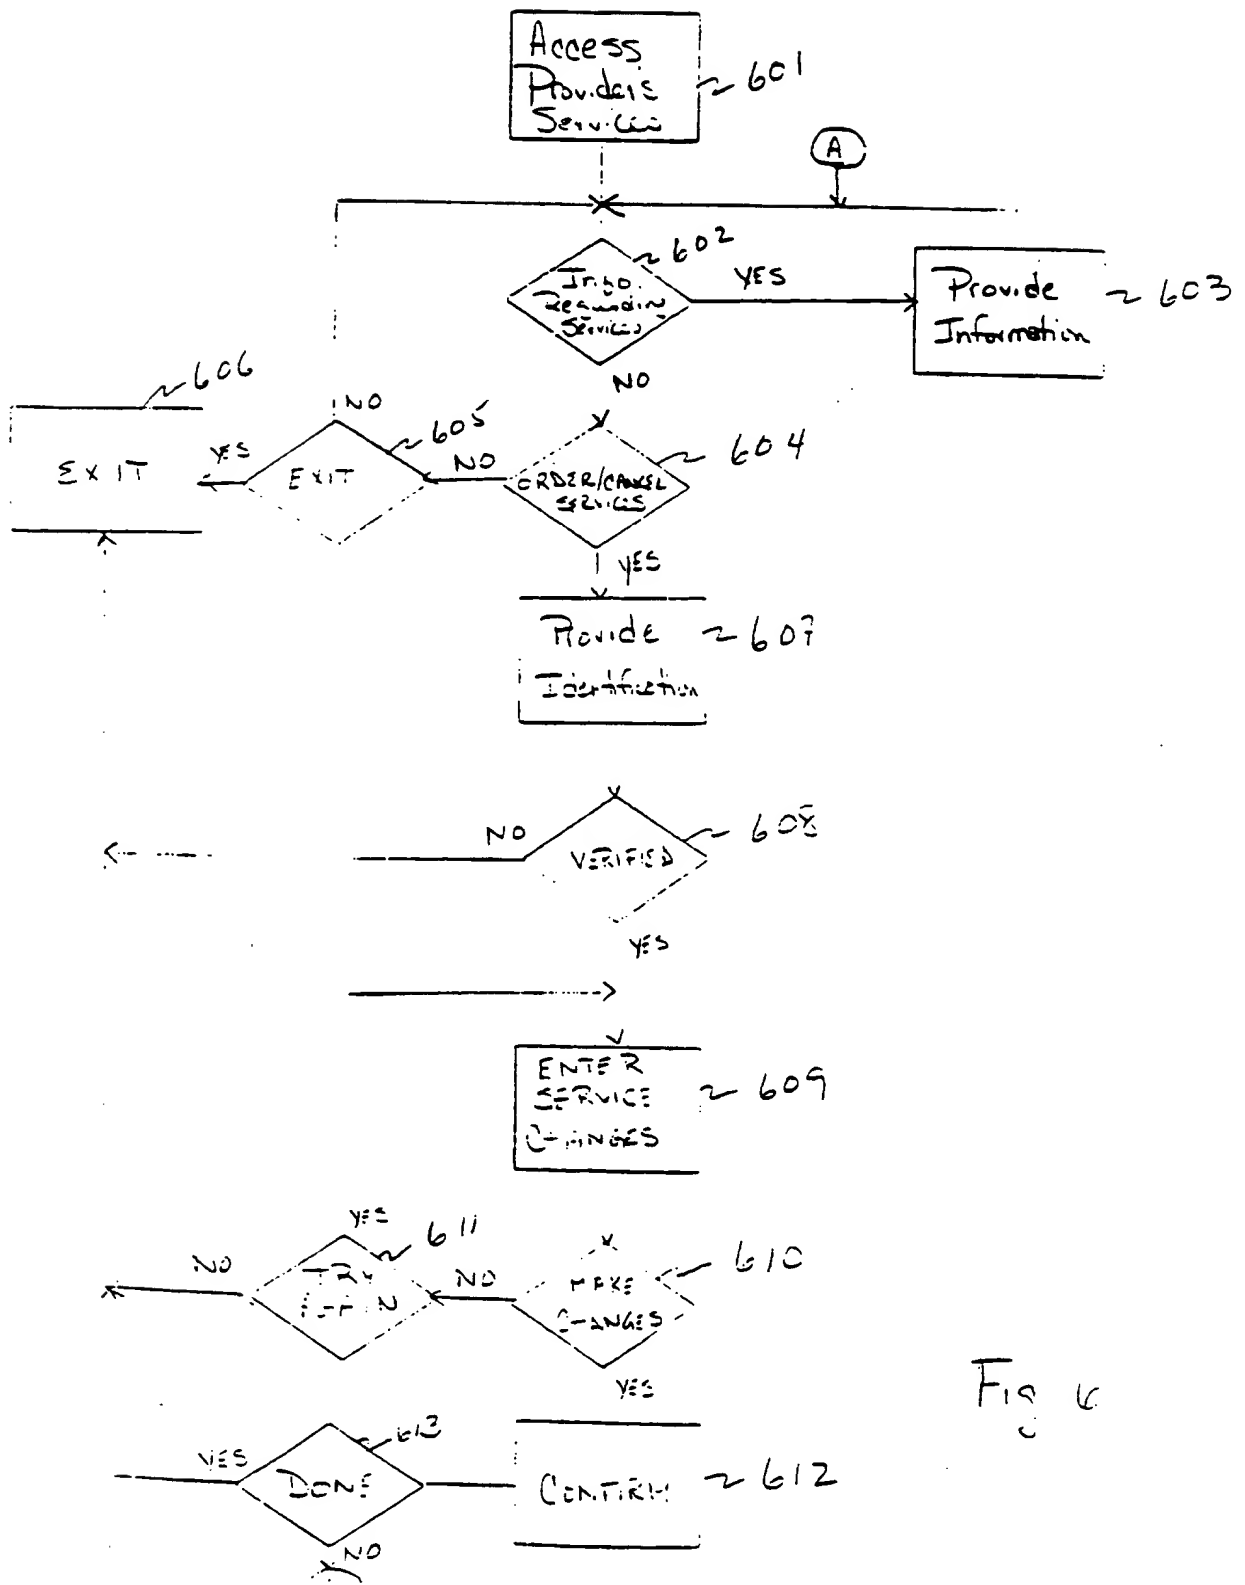 Access
Provider's
Services
601
A
602
Info.
Regarding
Services
YES
Provide
Information
603
NO
606
NO
605
604
EXIT
YES
EXIT
NO
ORDER/CANCEL
SERVICES
YES
Provide
Identification
607
NO
608
VERIFIED
YES
ENTER
SERVICE
CHANGES
609
YES
611
NO
TRY
NO
MAKE
CHANGES
610
YES
Fig 6
613
YES
DONE
CONFIRM
612
NO